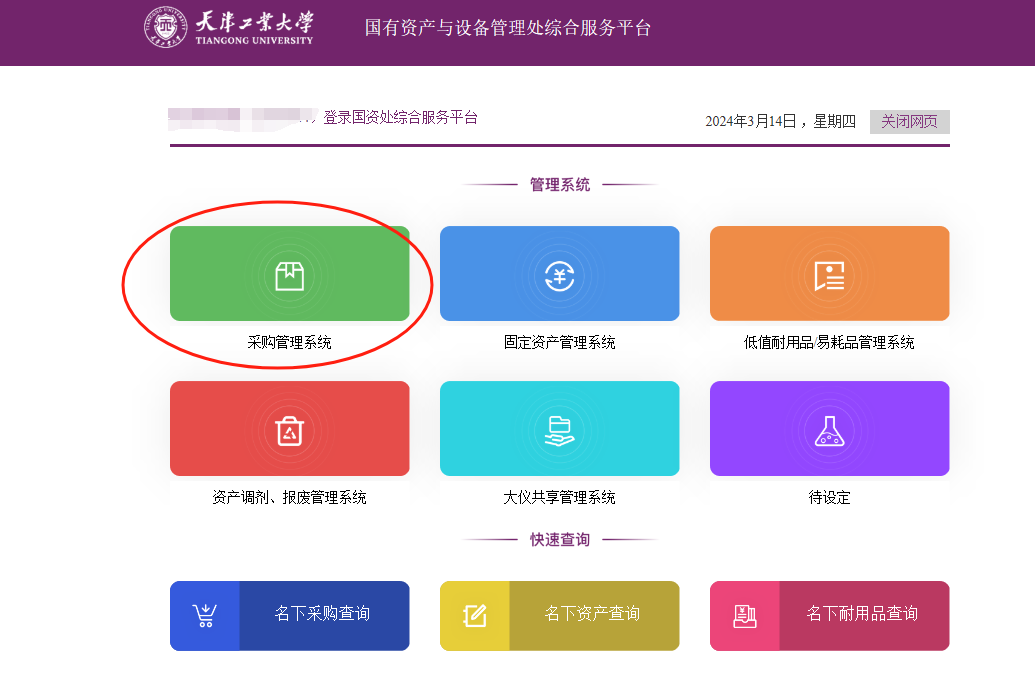 天津工业大学
TIANGONG UNIVERSITY
国有资产与设备管理处综合服务平台
登录国资处综合服务平台
2024年3月14日 ，星期四
关闭网页
管理系统
采购管理系统
固定资产管理系统
低值耐用品/易耗品管理系统
资产调剂、报废管理系统
大仪共享管理系统
待设定
快速查询
名下采购查询
名下资产查询
名下耐用品查询